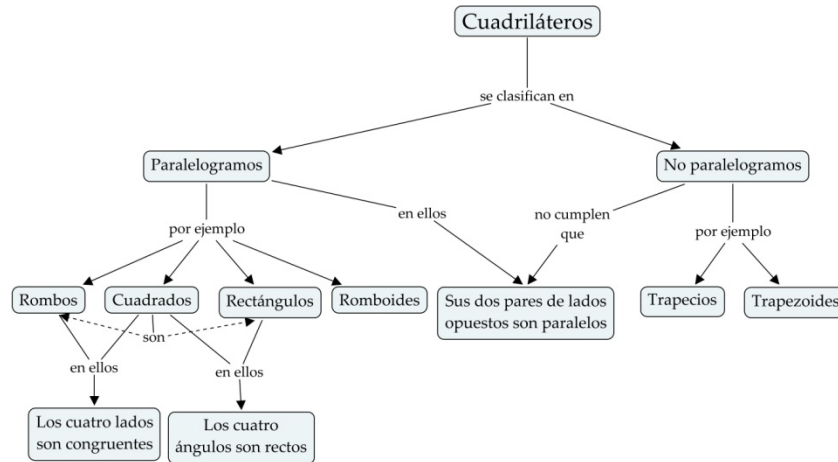 Cuadriláteros
se clasifican en
Paralelogramos
No paralelogramos
por ejemplo
en ellos
no cumplen
que
por ejemplo
Rombos
Cuadrados
Rectángulos
Romboides
Sus dos pares de lados
opuestos son paralelos
Trapecios
Trapezoides
son
en ellos
en ellos
Los cuatro lados
son congruentes
Los cuatro
ángulos son rectos